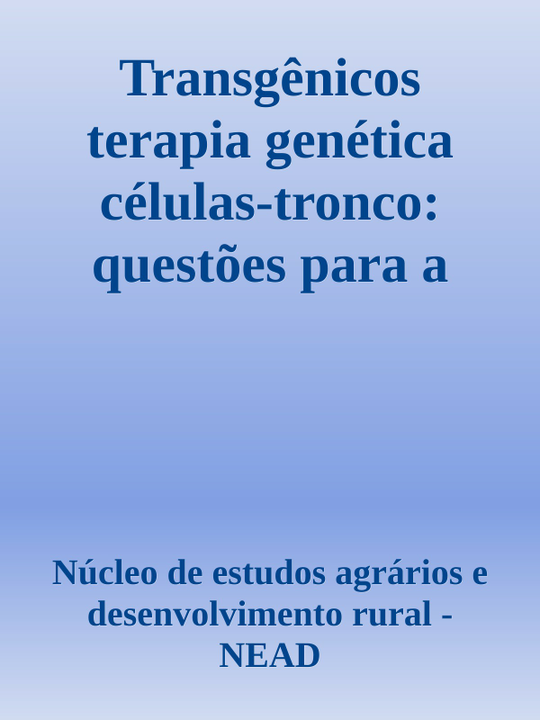 Transgênicos
terapia genética
células-tronco:
questões para a
Núcleo de estudos agrários e
desenvolvimento rural -
NEAD